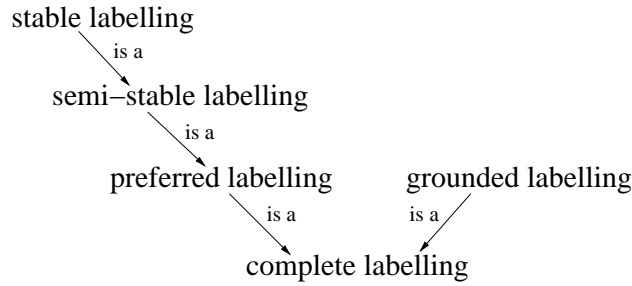 stable labelling
is a
semi−stable labelling
is a
preferred labelling
grounded labelling
is a
is a
complete labelling